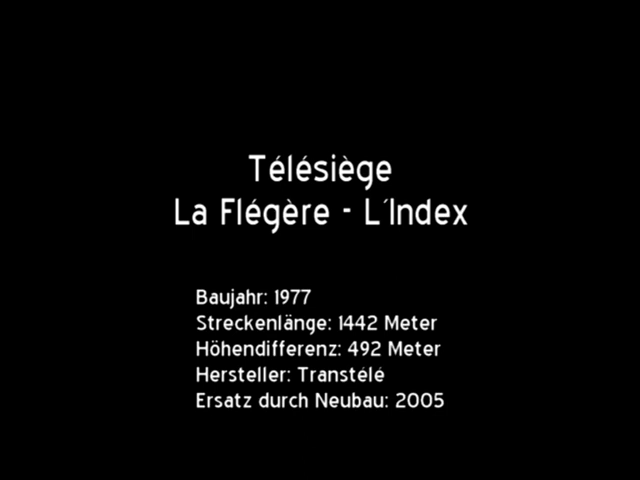 Télésiège
La Flégère - L´Index
Baujahr: 1977
Streckenlänge: 1442 Meter
Höhendifferenz: 492 Meter
Hersteller: Transtélé
Ersatz durch Neubau: 2005